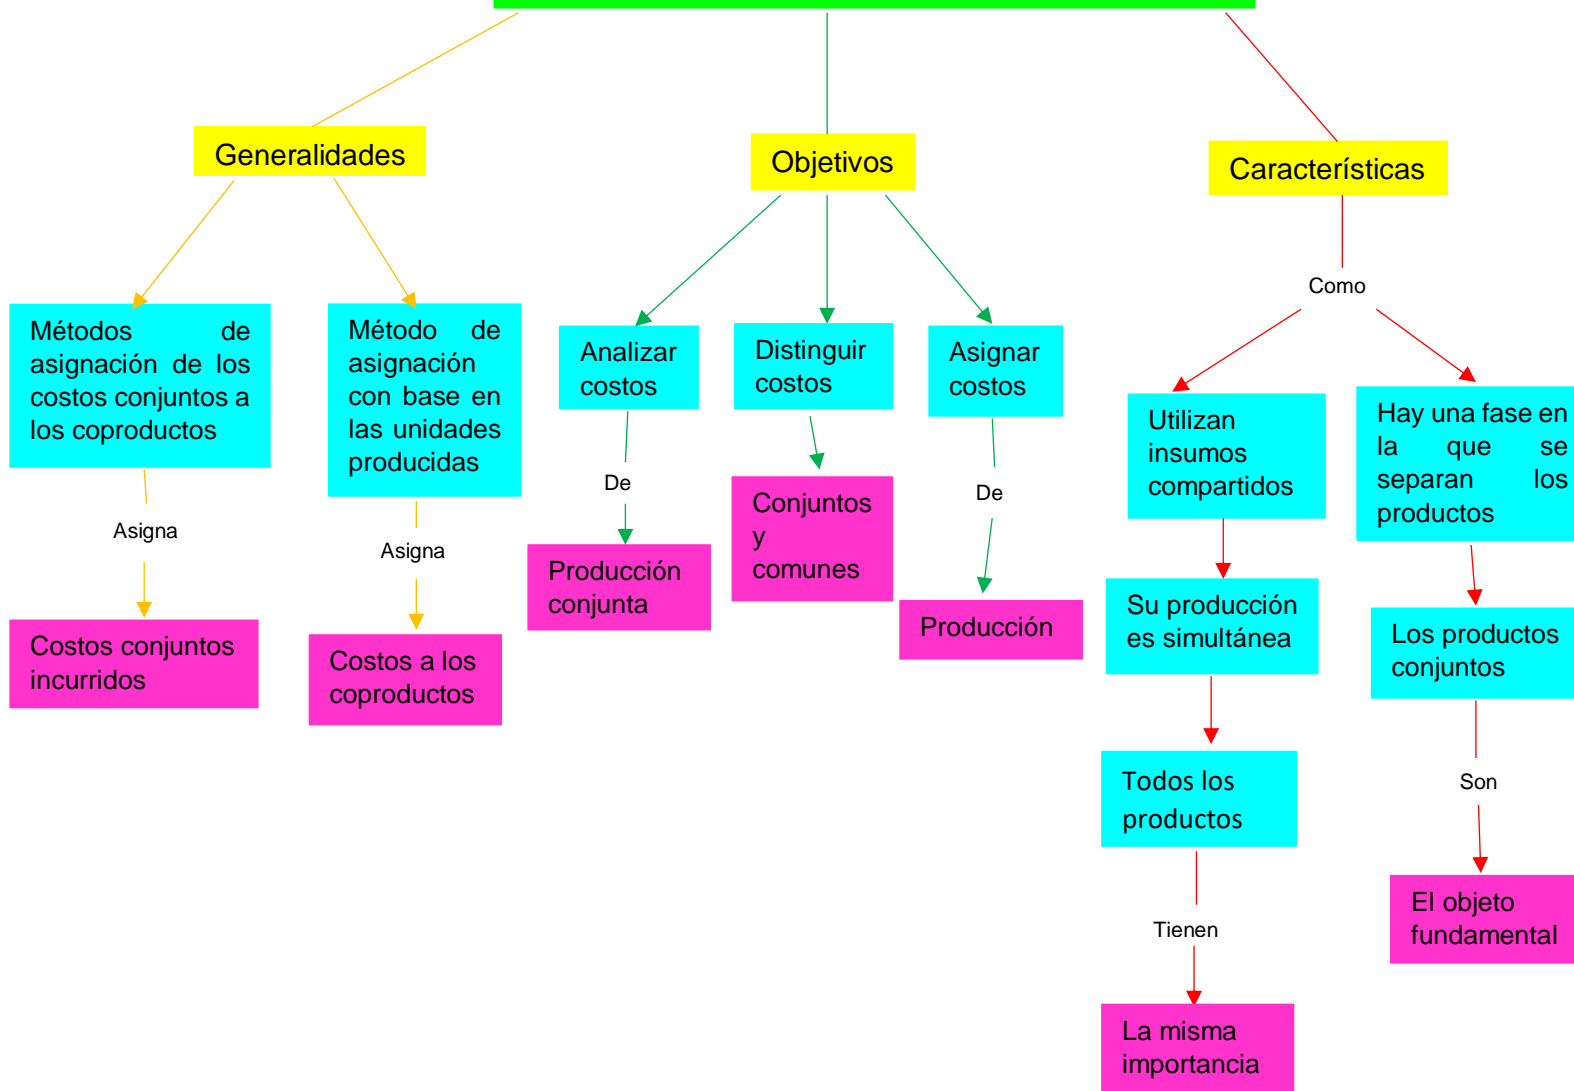 Generalidades
Objetivos
Características
Como
Métodos de
asignación de los
costos conjuntos a
los coproductos
Método de
asignación
con base en
las unidades
producidas
Analizar
costos
Distinguir
costos
Asignar
costos
Utilizan
insumos
compartidos
Hay una fase en
la que se
separan los
productos
Asigna
Asigna
De
De
Costos conjuntos
incurridos
Costos a los
coproductos
Producción
conjunta
Conjuntos
y
comunes
Producción
Su producción
es simultánea
Los productos
conjuntos
Todos los
productos
Son
Tienen
El objeto
fundamental
La misma
importancia